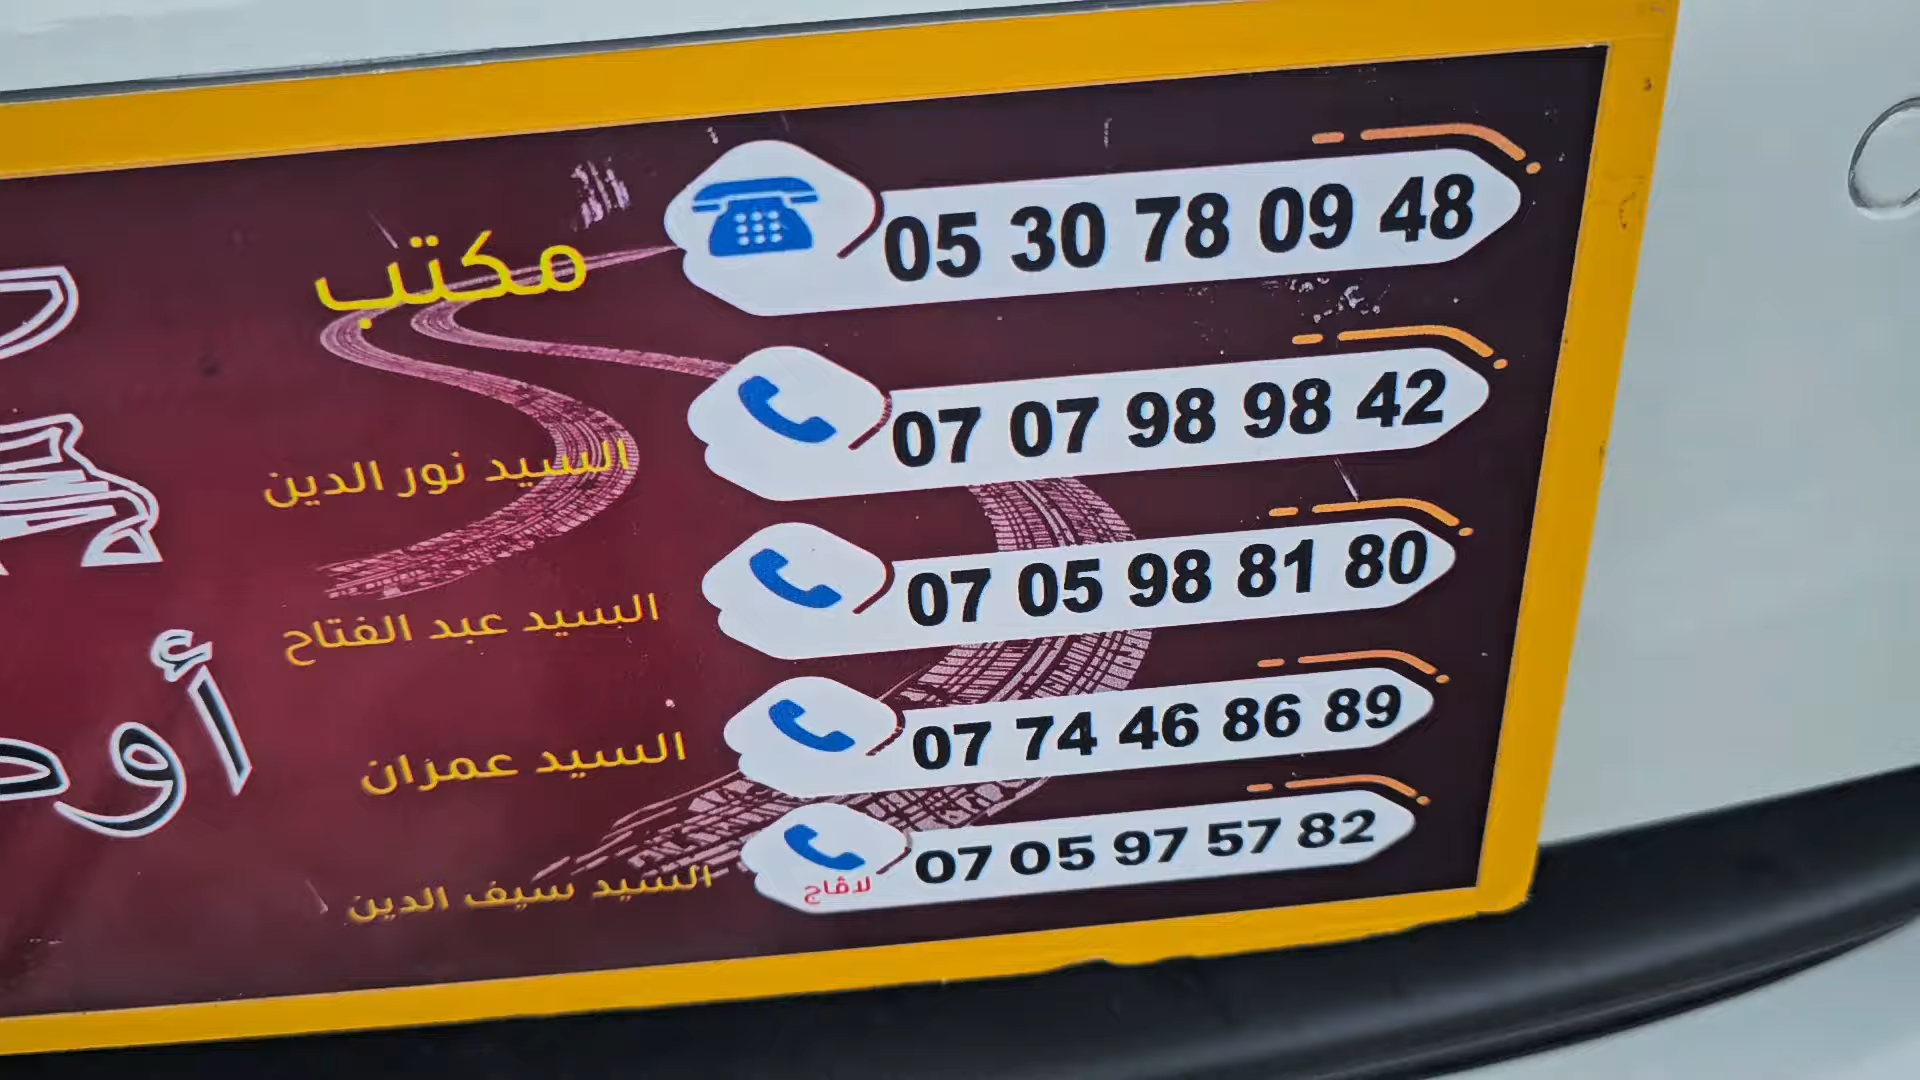 مكتب 05 30 78 09 48
السيد نور الدين 07 07 98 98 42
السيد عبد الفتاح 07 05 98 81 80
السيد عمران 07 74 46 86 89
السيد سيف الدين 07 05 97 57 82
لافاج